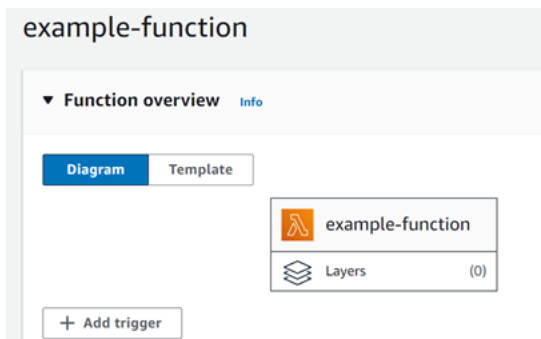 example-function
Function overview Info
Diagram Template
example-function
Layers (0)
+ Add trigger